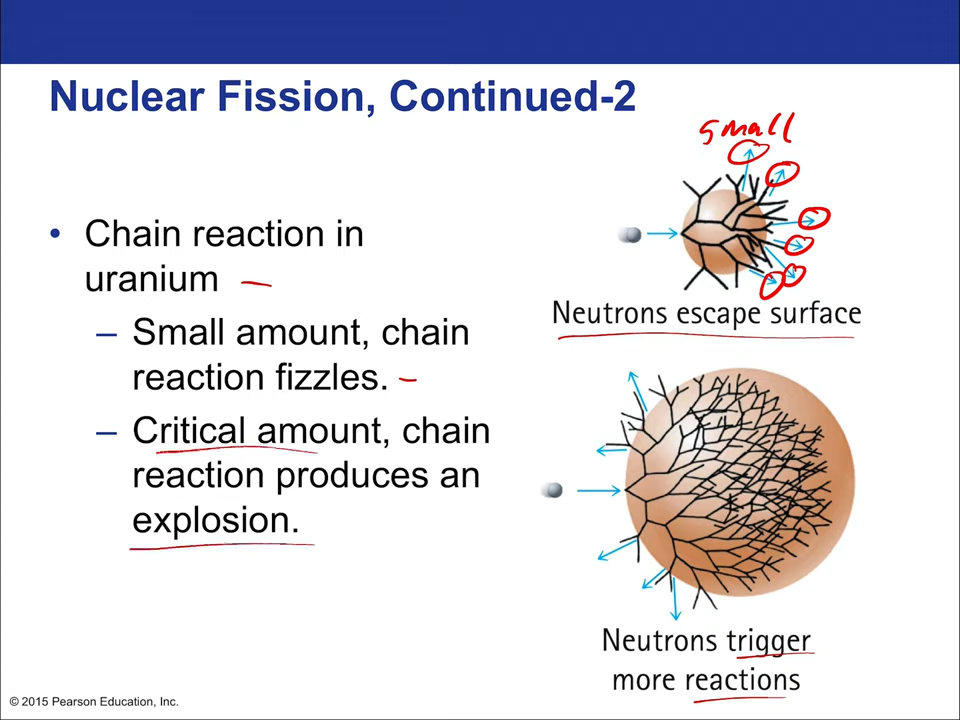 Nuclear Fission, Continued-2
small
• Chain reaction in
uranium
– Small amount, chain
reaction fizzles.
– Critical amount, chain
reaction produces an
explosion.
Neutrons escape surface
Neutrons trigger
more reactions
© 2015 Pearson Education, Inc.